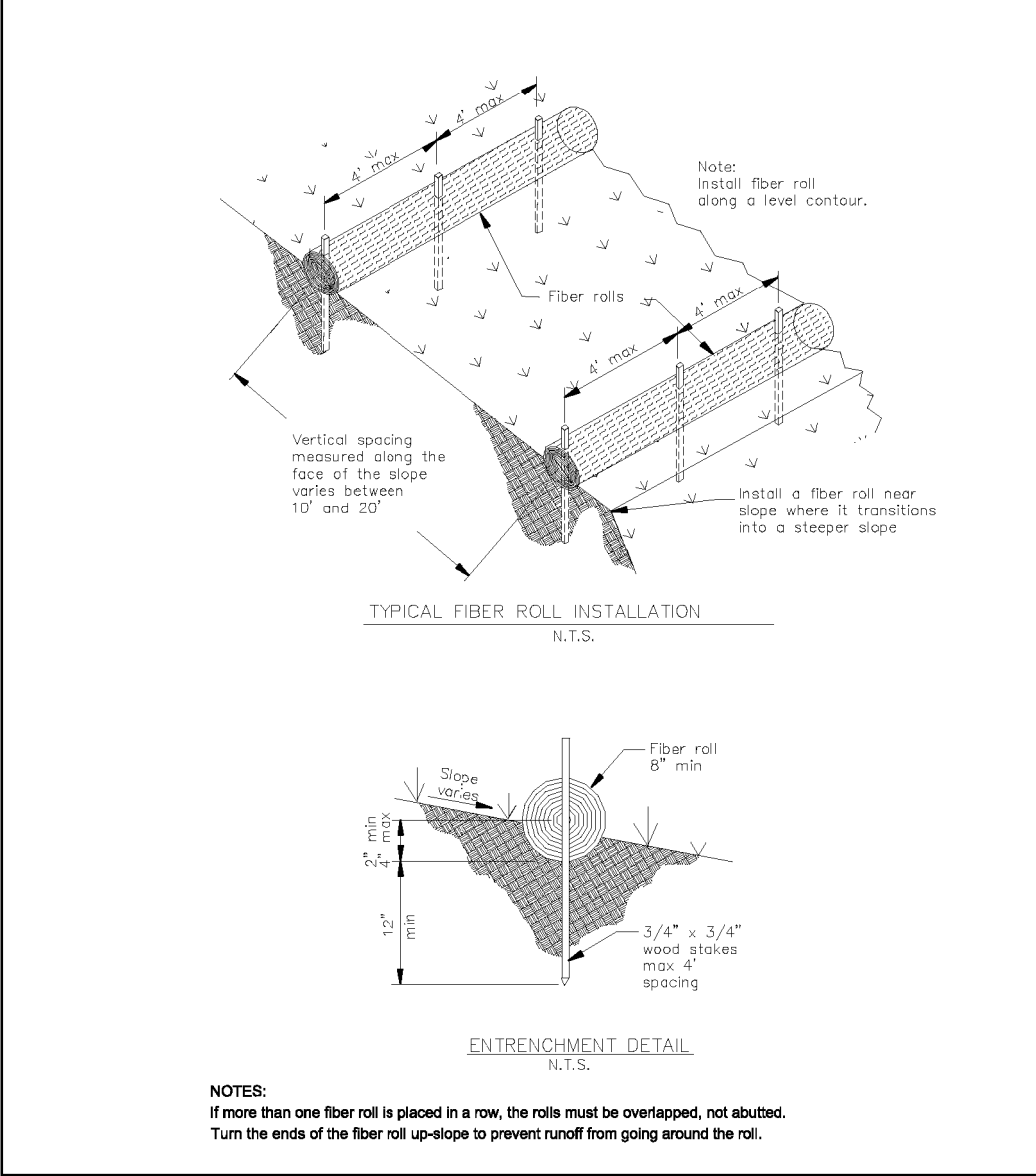 4' max
4' max
Note:
Install fiber roll
along a level contour.
Fiber rolls
4' max
4' max
Vertical spacing
measured along the
face of the slope
varies between
10' and 20'
Install a fiber roll near
slope where it transitions
into a steeper slope
TYPICAL FIBER ROLL INSTALLATION
N.T.S.
Fiber roll
8" min
Slope
varies
2" min
4" max
12"
min
3/4" x 3/4"
wood stakes
max 4'
spacing
ENTRENCHMENT DETAIL
N.T.S.
NOTES:
If more than one fiber roll is placed in a row, the rolls must be overlapped, not abutted.
Turn the ends of the fiber roll up-slope to prevent runoff from going around the roll.